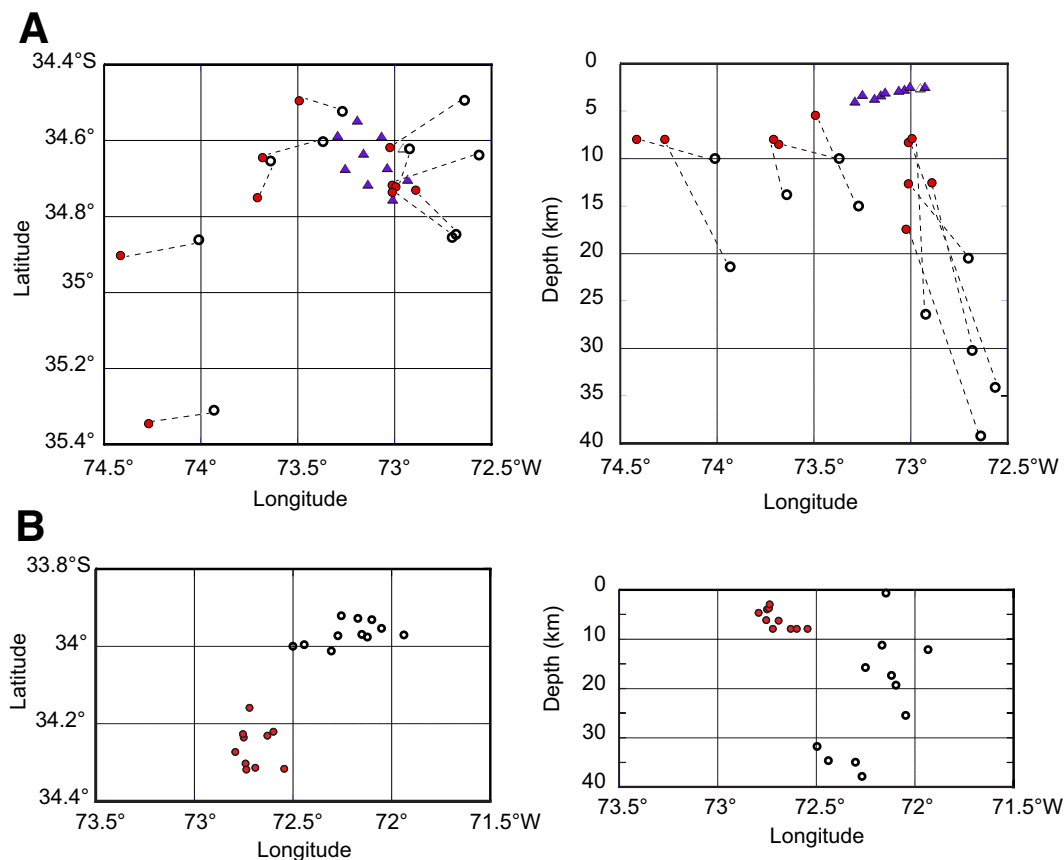 A
34.4°S
34.6°
34.8°
35°
35.2°
35.4°
Latitude
74.5°
74°
73.5°
73°
72.5°W
Longitude
0
5
10
15
20
25
30
35
40
Depth (km)
74.5°
74°
73.5°
73°
72.5°W
Longitude
B
33.8°S
34°
34.2°
34.4°
Latitude
73.5°
73°
72.5°
72°
71.5°W
Longitude
0
10
20
30
40
Depth (km)
73.5°
73°
72.5°
72°
71.5°W
Longitude